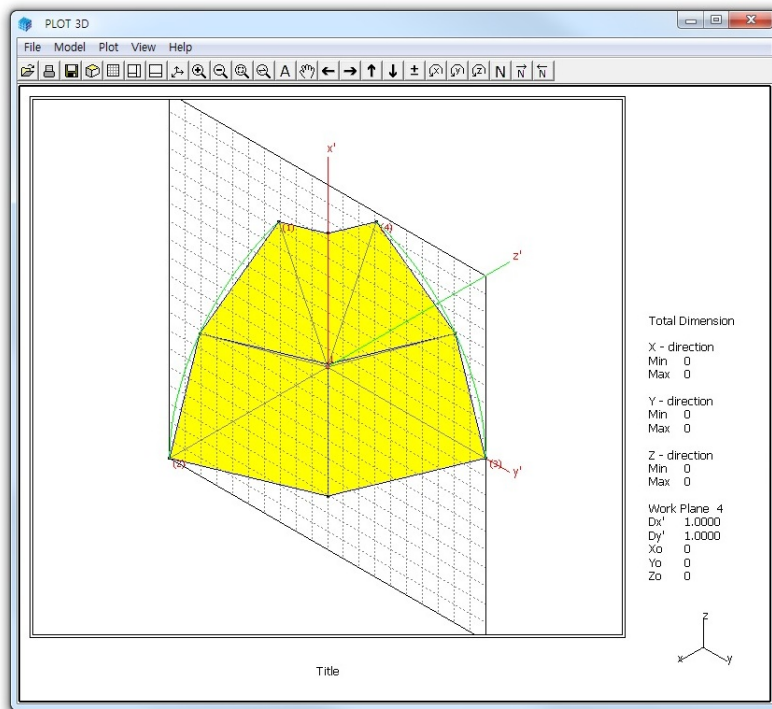 PLOT 3D
File Model Plot View Help
A ± X Y Z N N N
x'
(1) (4)
z'
(2) (3)
y'
Total Dimension
X - direction
Min 0
Max 0
Y - direction
Min 0
Max 0
Z - direction
Min 0
Max 0
Work Plane 4
Dx' 1.0000
Dy' 1.0000
Xo 0
Yo 0
Zo 0
z
x y
Title